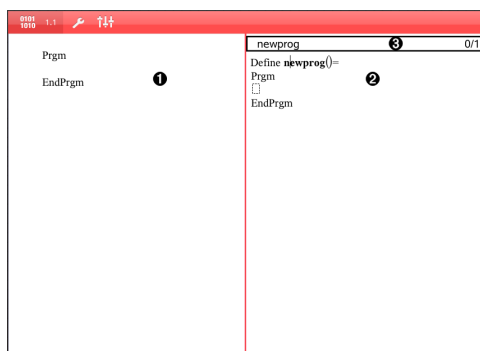 0101
1010 1.1
Prgm
EndPrgm
❶
newprog ❸ 0/1
Define newprog()=
Prgm
❷
EndPrgm